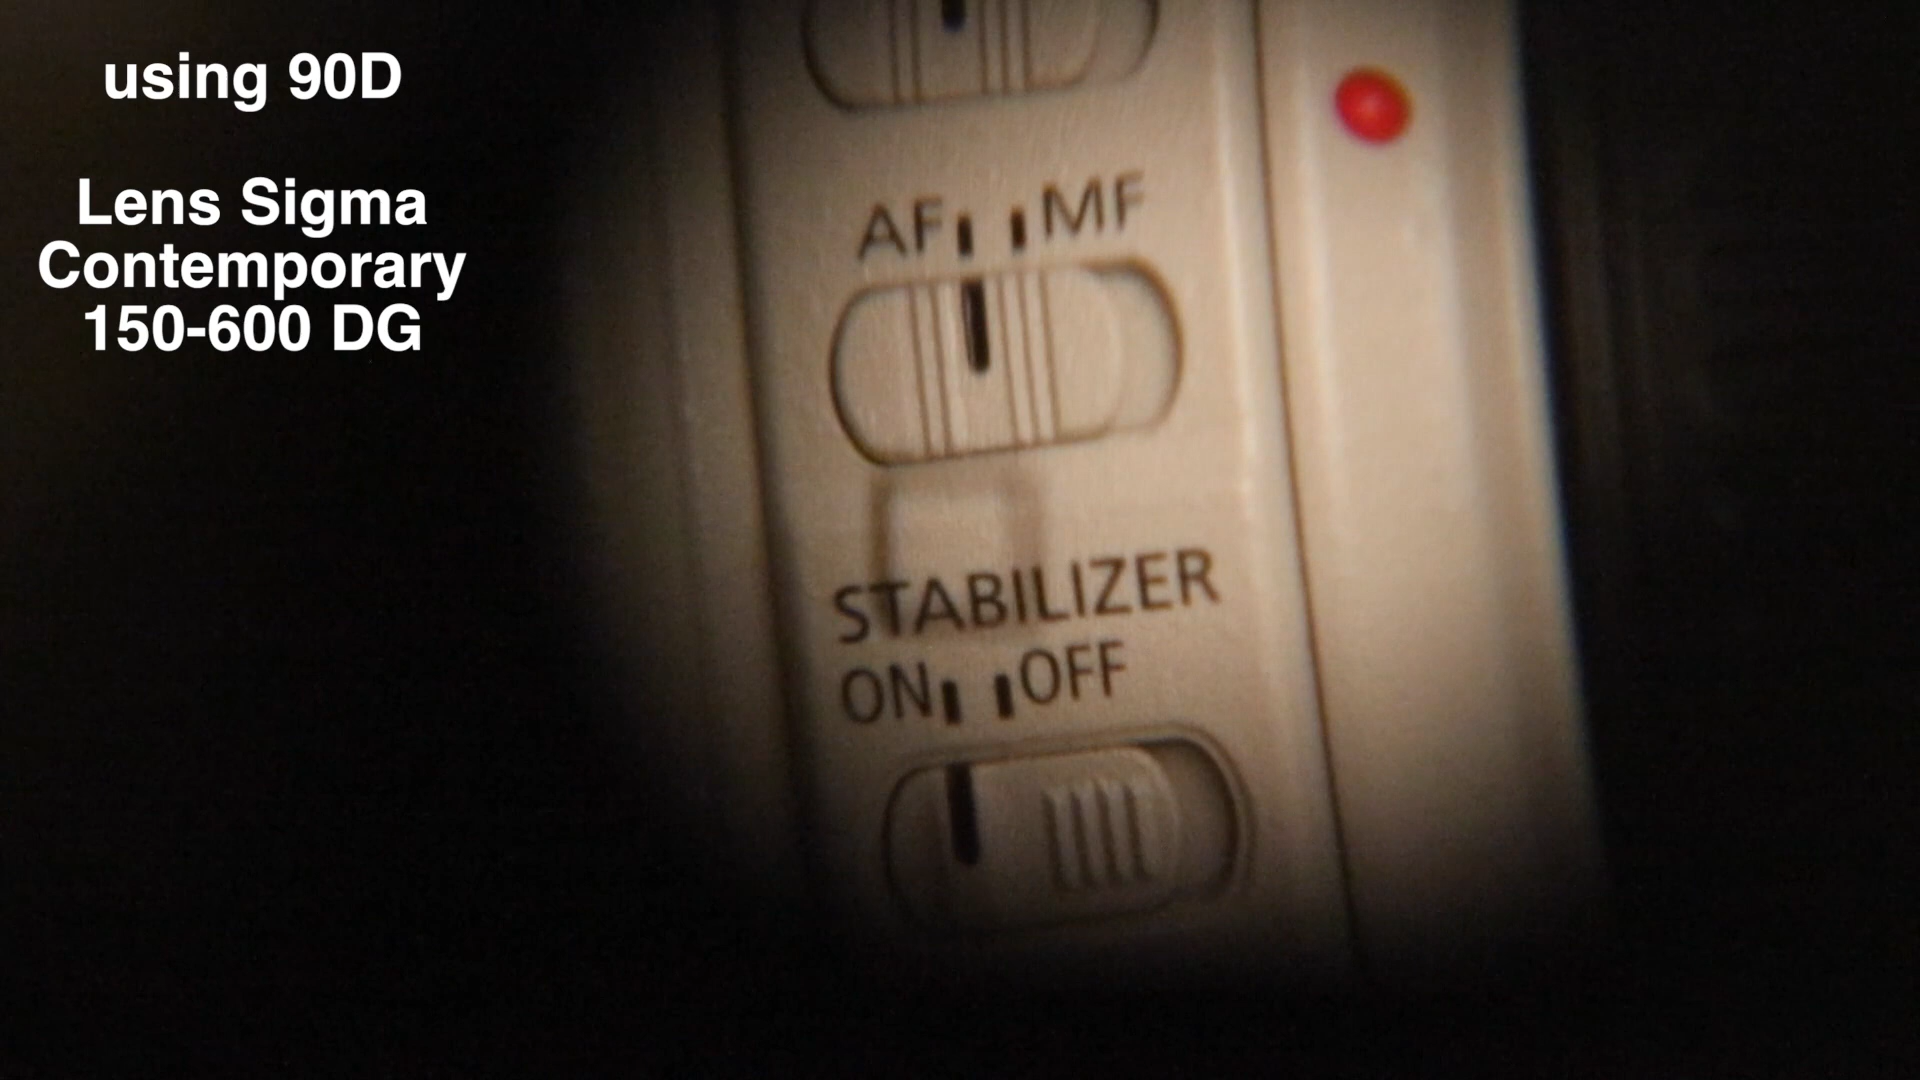 using 90D
Lens Sigma
Contemporary
150-600 DG
AF MF
STABILIZER
ON OFF